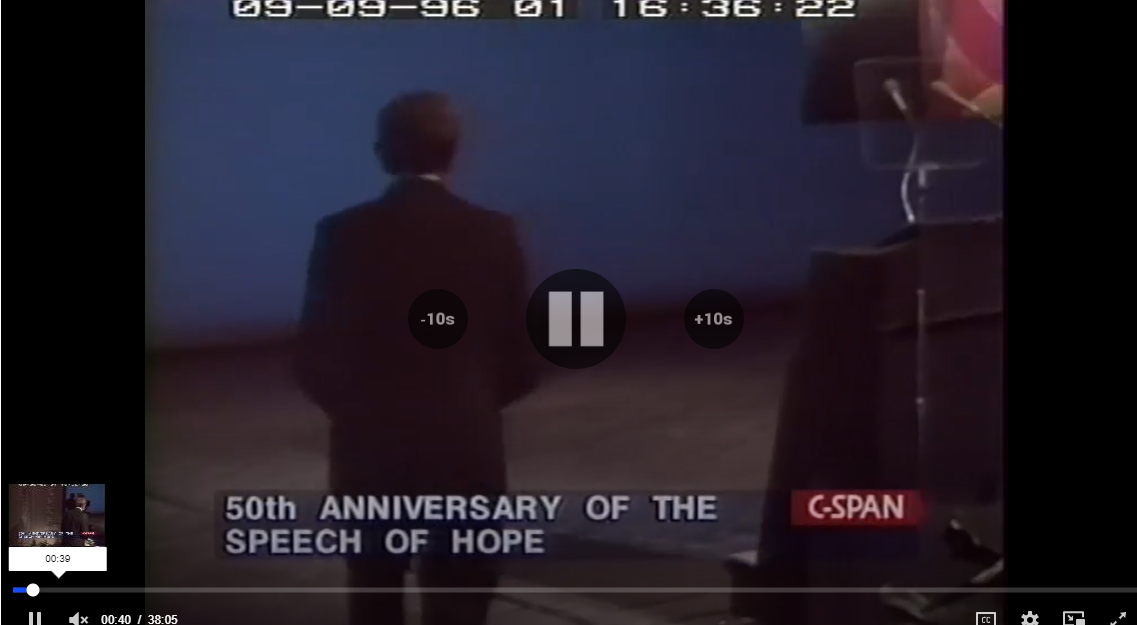 09-09-96 01 16:36:22
-10s
+10s
50th ANNIVERSARY OF THE
C-SPAN
SPEECH OF HOPE
00:39
00:40 / 38:05
CC